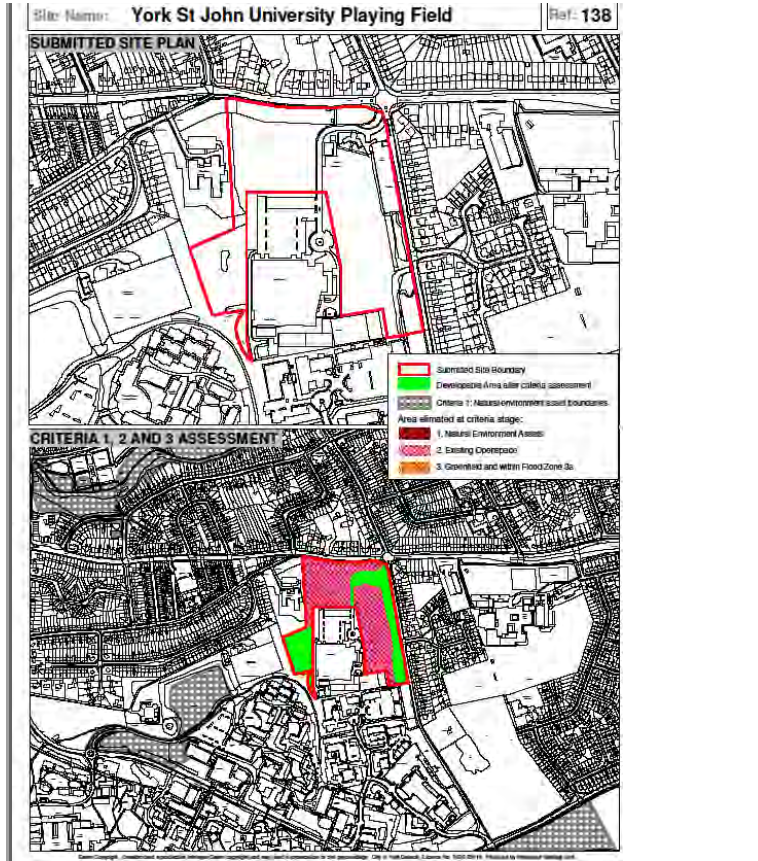 Site Name: York St John University Playing Field Ref: 138
SUBMITTED SITE PLAN
Submitted Site Boundary
Developable Area after criteria assessment
Criteria 1: Natural environment asset boundaries
Area elimated at criteria stage:
1. Natural Environment Assets
2. Existing Openspace
3. Greenfield and within Flood Zone 3a
CRITERIA 1, 2 AND 3 ASSESSMENT